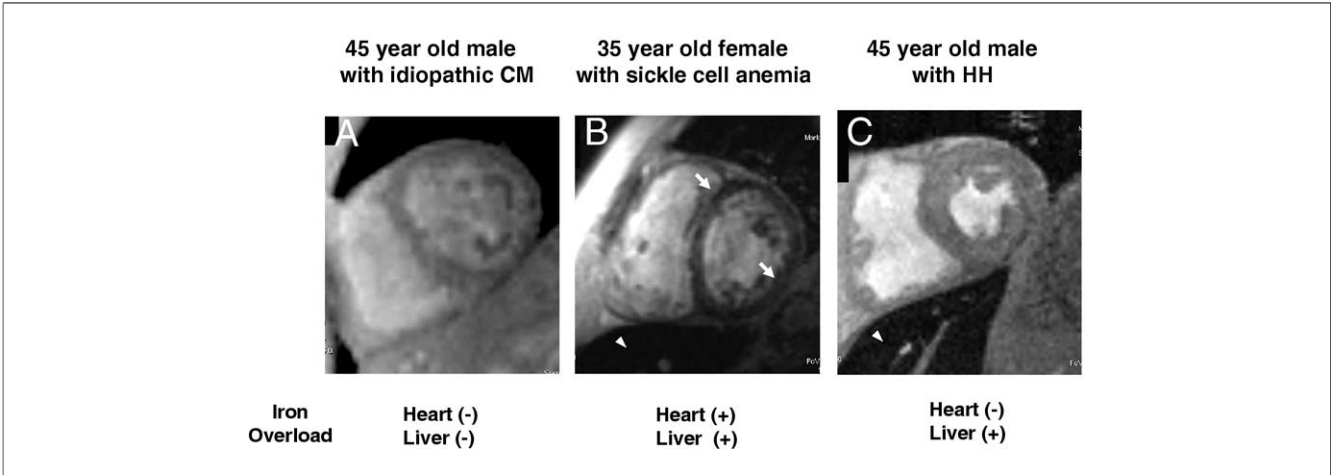 45 year old male
with idiopathic CM
35 year old female
with sickle cell anemia
45 year old male
with HH
A
B
C
Iron
Overload
Heart (-)
Liver (-)
Heart (+)
Liver (+)
Heart (-)
Liver (+)